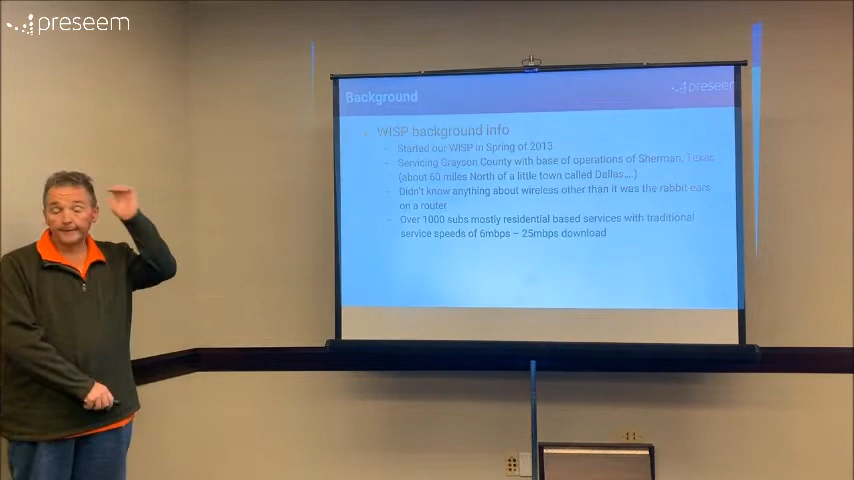 preseem
preseem
Background
WISP background info
- Started our WISP in Spring of 2013
- Servicing Grayson County with base of operations of Sherman, Texas
(about 60 miles North of a little town called Dallas....)
- Didn't know anything about wireless other than it was the rabbit ears
on a router
- Over 1000 subs mostly residential based services with traditional
service speeds of 6mbps – 25mbps download